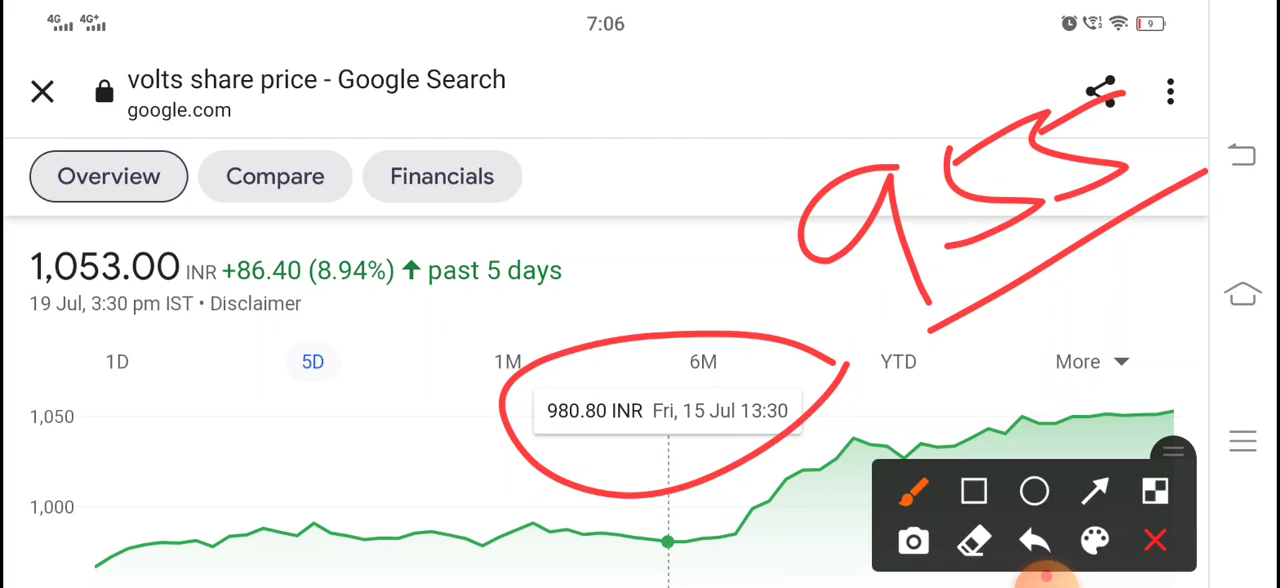 4G 4G+ 7:06 9
volts share price - Google Search
google.com
Overview Compare Financials
1,053.00 INR +86.40 (8.94%) ↑ past 5 days
19 Jul, 3:30 pm IST • Disclaimer
1D 5D 1M 6M YTD More
980.80 INR Fri, 15 Jul 13:30
1,050
1,000